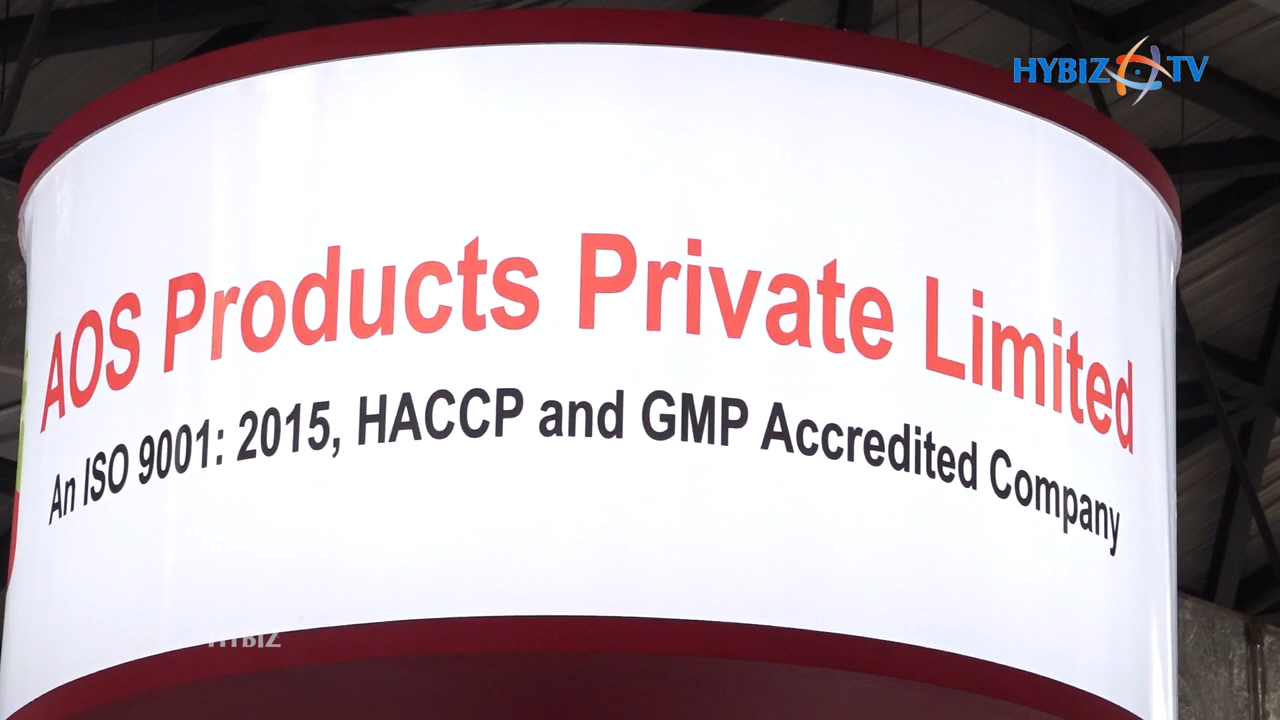 HYBIZ TV
AOS Products Private Limited
An ISO 9001: 2015, HACCP and GMP Accredited Company
HYBIZ